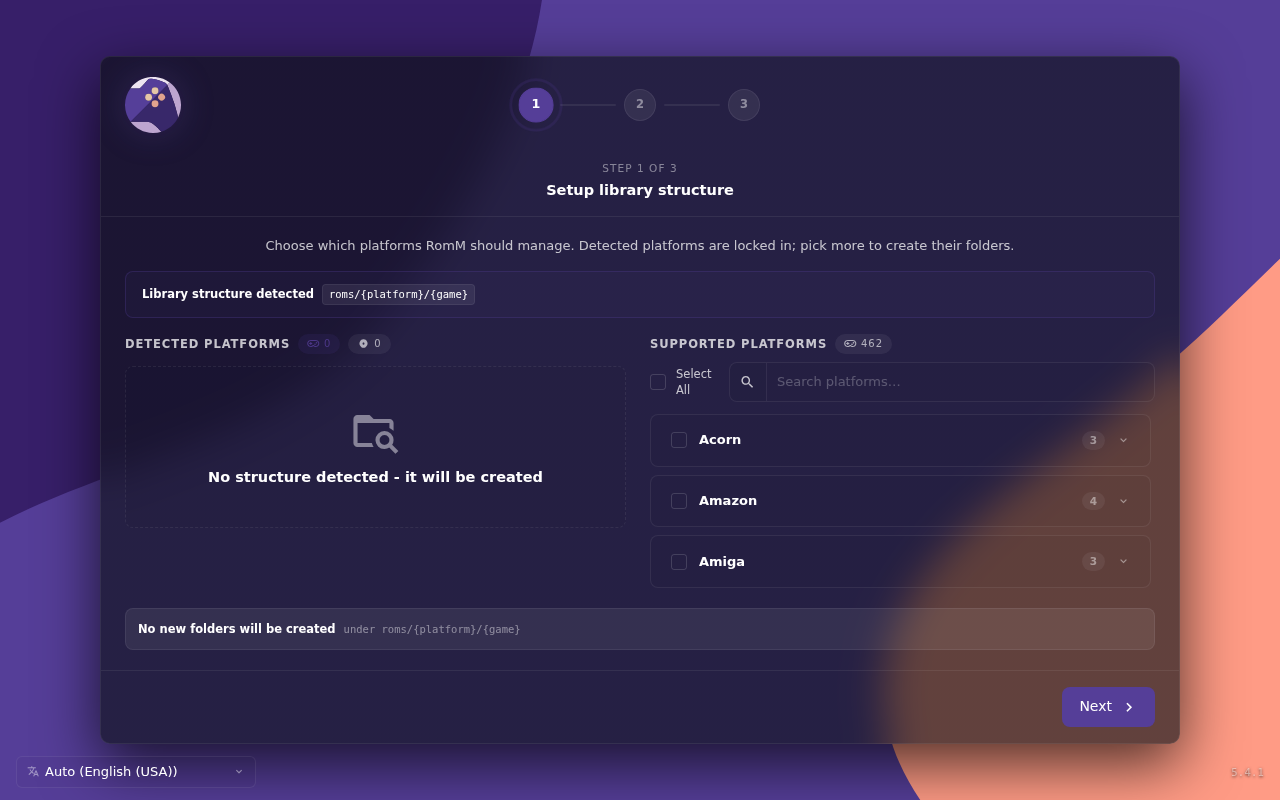 1
2
3
STEP 1 OF 3
Setup library structure
Choose which platforms RomM should manage. Detected platforms are locked in; pick more to create their folders.
Library structure detected roms/{platform}/{game}
DETECTED PLATFORMS 0 0
No structure detected - it will be created
SUPPORTED PLATFORMS 462
Select All
Search platforms…
Acorn 3
Amazon 4
Amiga 3
No new folders will be created under roms/{platform}/{game}
Next
Auto (English (USA))
5.4.1